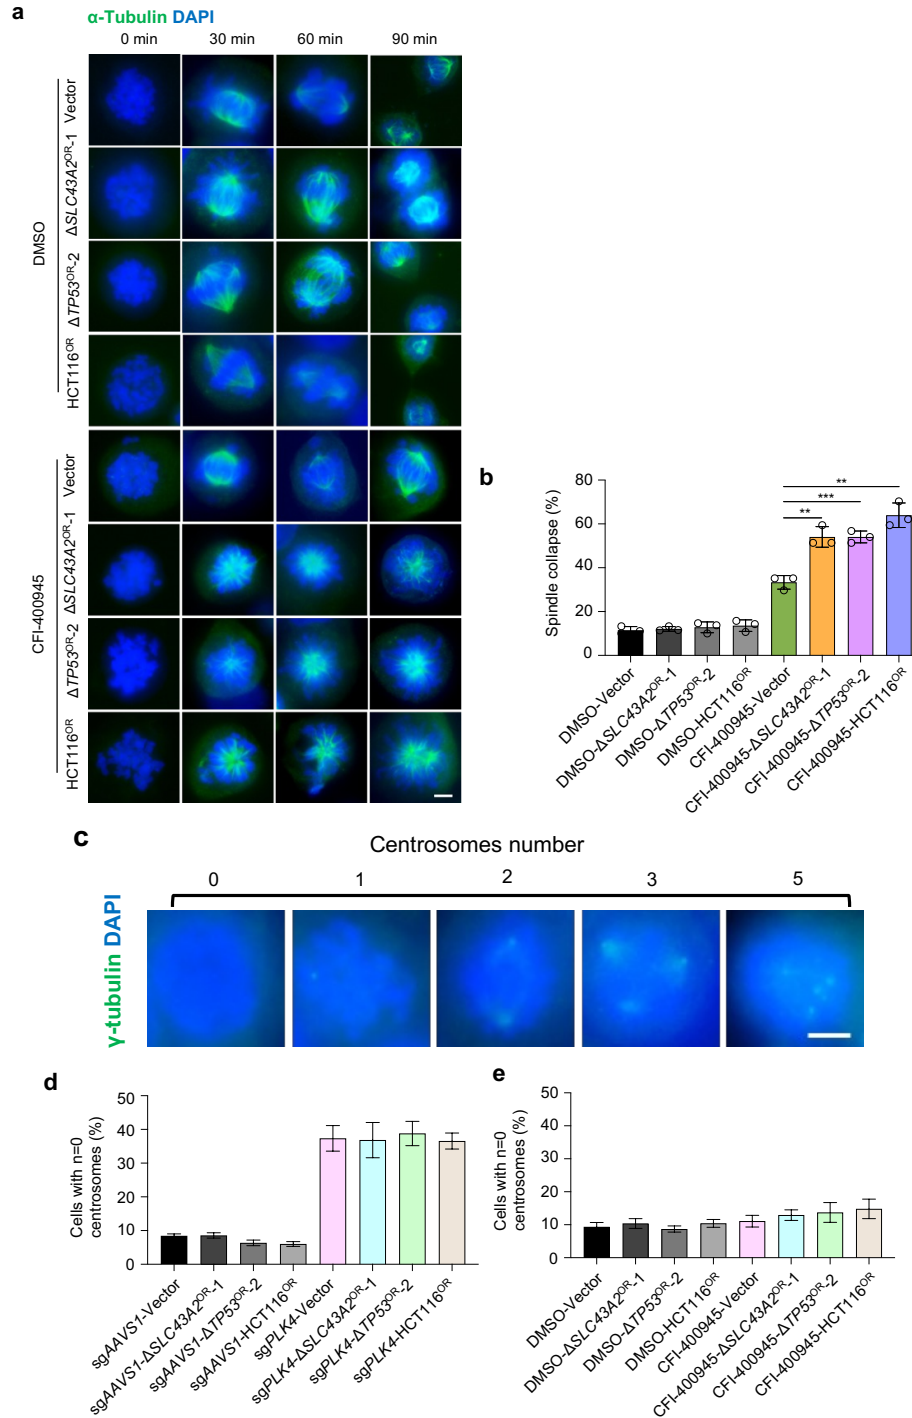 a
α-Tubulin DAPI
0 min 30 min 60 min 90 min
DMSO
Vector
ΔSLC43A2OR-1
ΔTP53OR-2
HCT116OR
CFI-400945
Vector
ΔSLC43A2OR-1
ΔTP53OR-2
HCT116OR
b
Spindle collapse (%)
80
60
40
20
0
**
***
**
DMSO-Vector
DMSO-ΔSLC43A2OR-1
DMSO-ΔTP53OR-2
DMSO-HCT116OR
CFI-400945-Vector
CFI-400945-ΔSLC43A2OR-1
CFI-400945-ΔTP53OR-2
CFI-400945-HCT116OR
c
Centrosomes number
0 1 2 3 5
γ-tubulin DAPI
d
Cells with n=0
centrosomes (%)
50
40
30
20
10
0
sgAAVS1-Vector
sgAAVS1-ΔSLC43A2OR-1
sgAAVS1-ΔTP53OR-2
sgAAVS1-HCT116OR
sgPLK4-Vector
sgPLK4-ΔSLC43A2OR-1
sgPLK4-ΔTP53OR-2
sgPLK4-HCT116OR
e
Cells with n=0
centrosomes (%)
50
40
30
20
10
0
DMSO-Vector
DMSO-ΔSLC43A2OR-1
DMSO-ΔTP53OR-2
DMSO-HCT116OR
CFI-400945-Vector
CFI-400945-ΔSLC43A2OR-1
CFI-400945-ΔTP53OR-2
CFI-400945-HCT116OR